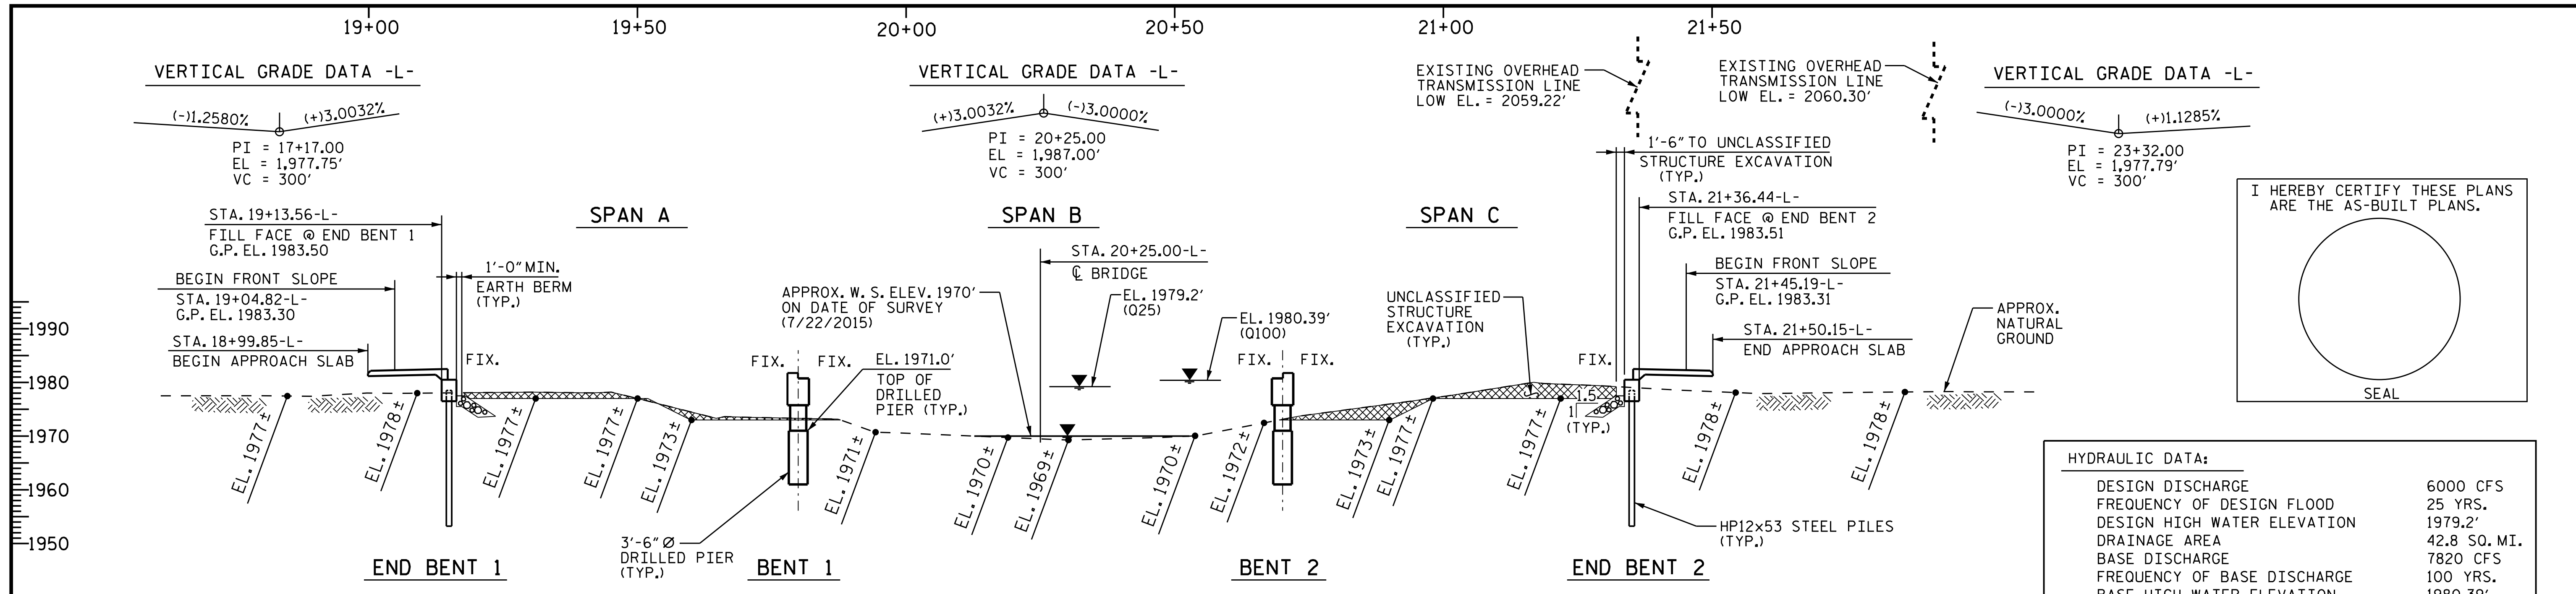 19+00
19+50
20+00
20+50
21+00
21+50
VERTICAL GRADE DATA -L-
(-)1.2580%
(+)3.0032%
PI = 17+17.00
EL = 1,977.75'
VC = 300'
VERTICAL GRADE DATA -L-
(+)3.0032%
(-)3.0000%
PI = 20+25.00
EL = 1,987.00'
VC = 300'
EXISTING OVERHEAD
TRANSMISSION LINE
LOW EL. = 2059.22'
EXISTING OVERHEAD
TRANSMISSION LINE
LOW EL. = 2060.30'
VERTICAL GRADE DATA -L-
(-)3.0000%
(+)1.1285%
PI = 23+32.00
EL = 1,977.79'
VC = 300'
1'-6" TO UNCLASSIFIED
STRUCTURE EXCAVATION
(TYP.)
I HEREBY CERTIFY THESE PLANS
ARE THE AS-BUILT PLANS.
SEAL
STA. 19+13.56-L-
FILL FACE @ END BENT 1
G.P. EL. 1983.50
SPAN A
SPAN B
SPAN C
STA. 21+36.44-L-
FILL FACE @ END BENT 2
G.P. EL. 1983.51
BEGIN FRONT SLOPE
STA. 19+04.82-L-
G.P. EL. 1983.30
1'-0" MIN.
EARTH BERM
(TYP.)
STA. 20+25.00-L-
℄ BRIDGE
BEGIN FRONT SLOPE
STA. 21+45.19-L-
G.P. EL. 1983.31
APPROX. W. S. ELEV. 1970'
ON DATE OF SURVEY
(7/22/2015)
EL. 1979.2'
(Q25)
EL. 1980.39'
(Q100)
UNCLASSIFIED
STRUCTURE
EXCAVATION
(TYP.)
APPROX.
NATURAL
GROUND
STA. 18+99.85-L-
BEGIN APPROACH SLAB
STA. 21+50.15-L-
END APPROACH SLAB
FIX.
FIX.
FIX.
EL. 1971.0'
TOP OF
DRILLED
PIER (TYP.)
FIX.
FIX.
FIX.
1990
1980
1970
1960
1950
1.5
1
(TYP.)
EL. 1977±
EL. 1978±
EL. 1977±
EL. 1977±
EL. 1973±
EL. 1971±
EL. 1970±
EL. 1969±
EL. 1970±
EL. 1972±
EL. 1973±
EL. 1977±
EL. 1977±
EL. 1978±
EL. 1978±
3'-6" Ø
DRILLED PIER
(TYP.)
HP12x53 STEEL PILES
(TYP.)
END BENT 1
BENT 1
BENT 2
END BENT 2
HYDRAULIC DATA:
DESIGN DISCHARGE 6000 CFS
FREQUENCY OF DESIGN FLOOD 25 YRS.
DESIGN HIGH WATER ELEVATION 1979.2'
DRAINAGE AREA 42.8 SQ. MI.
BASE DISCHARGE 7820 CFS
FREQUENCY OF BASE DISCHARGE 100 YRS.
BASE HIGH WATER ELEVATION 1980.39'